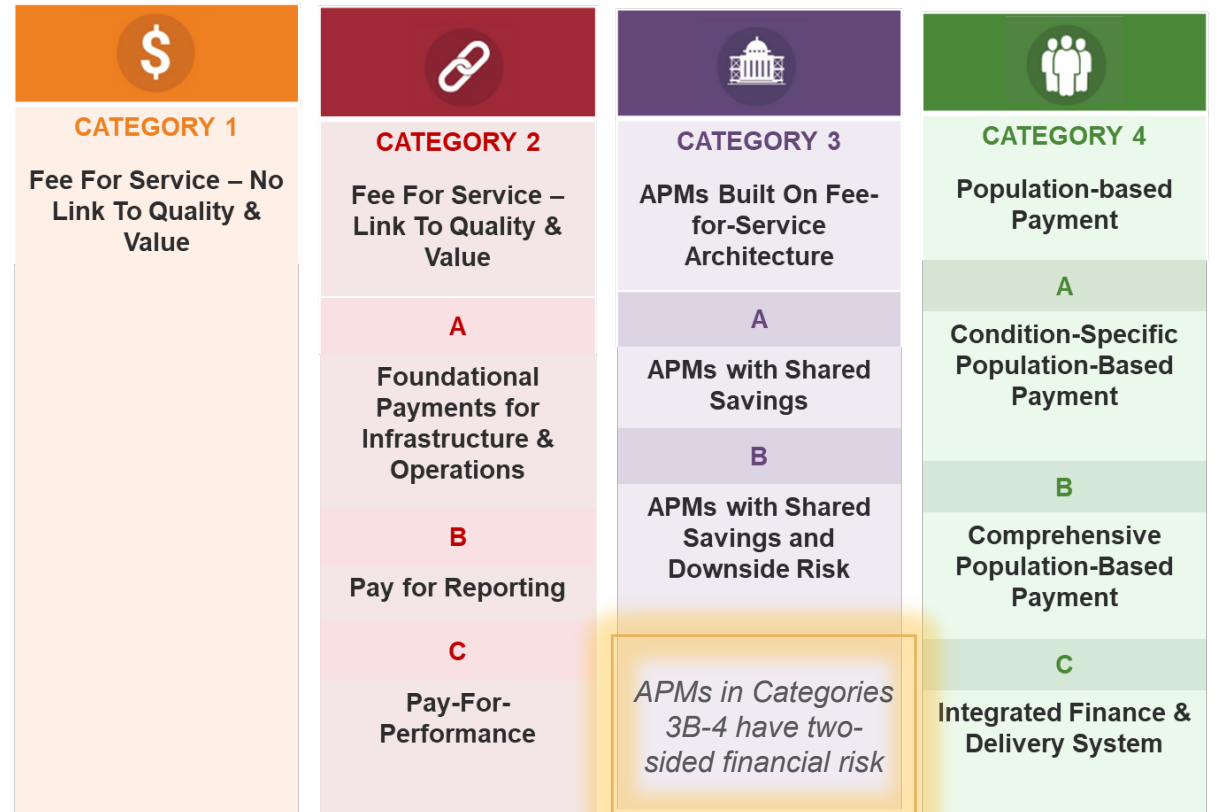 $
CATEGORY 1
Fee For Service – No
Link To Quality &
Value
CATEGORY 2
Fee For Service –
Link To Quality &
Value
A
Foundational
Payments for
Infrastructure &
Operations
B
Pay for Reporting
C
Pay-For-
Performance
CATEGORY 3
APMs Built On Fee-
for-Service
Architecture
A
APMs with Shared
Savings
B
APMs with Shared
Savings and
Downside Risk
APMs in Categories
3B-4 have two-
sided financial risk
CATEGORY 4
Population-based
Payment
A
Condition-Specific
Population-Based
Payment
B
Comprehensive
Population-Based
Payment
C
Integrated Finance &
Delivery System